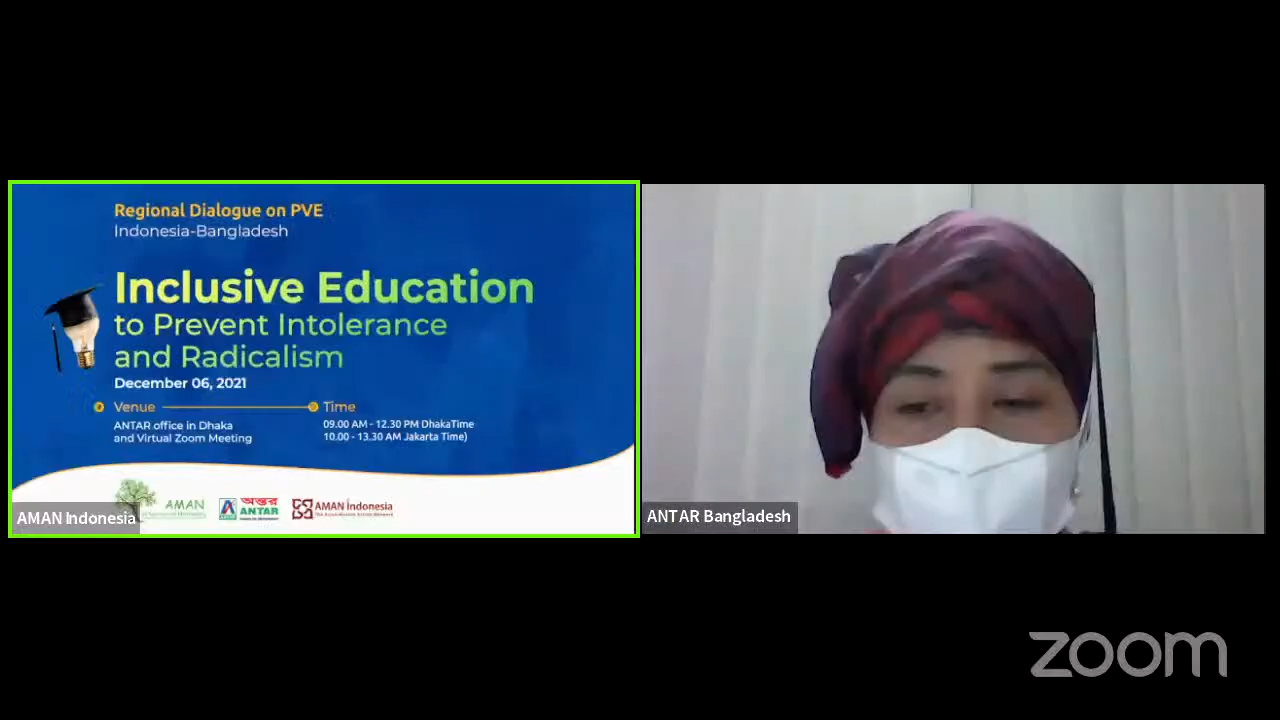 Regional Dialogue on PVE
Indonesia-Bangladesh
Inclusive Education
to Prevent Intolerance
and Radicalism
December 06, 2021
Venue
ANTAR office in Dhaka
and Virtual Zoom Meeting
Time
09.00 AM - 12.30 PM DhakaTime
10.00 - 13.30 AM Jakarta Time)
AMAN
অন্তর
ANTAR
AMAN Indonesia
AMAN Indonesia
ANTAR Bangladesh
zoom